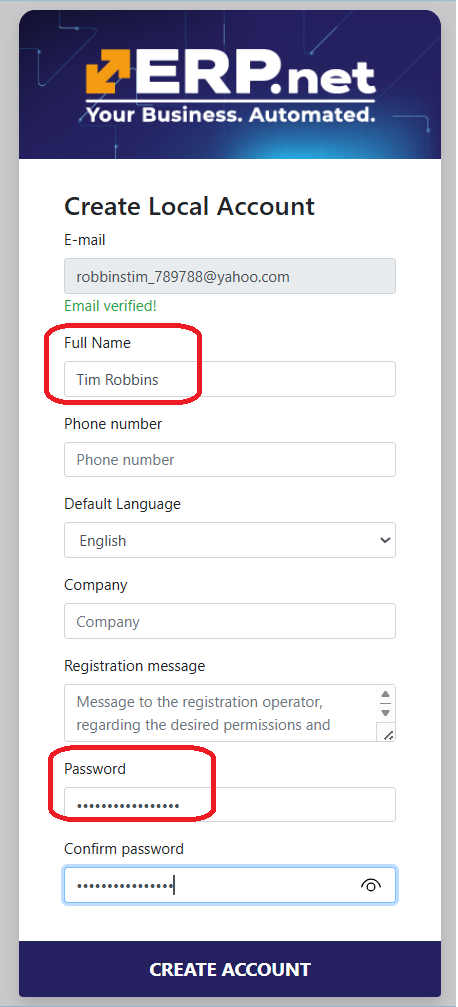 ERP.net
Your Business. Automated.
Create Local Account
E-mail
robbinstim_789788@yahoo.com
Email verified!
Full Name
Tim Robbins
Phone number
Phone number
Default Language
English
Company
Company
Registration message
Message to the registration operator,
regarding the desired permissions and
Password
•••••••••••••••••
Confirm password
••••••••••••••••
CREATE ACCOUNT